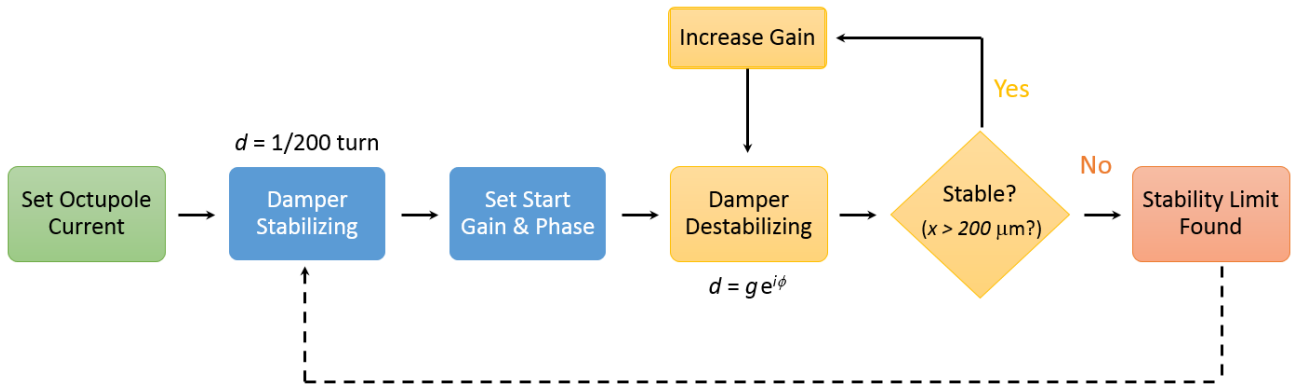 Increase Gain
Yes
d = 1/200 turn
Set Octupole
Current
Damper
Stabilizing
Set Start
Gain & Phase
Damper
Destabilizing
d = g e^{iϕ}
Stable?
(x > 200 μm?)
No
Stability Limit
Found